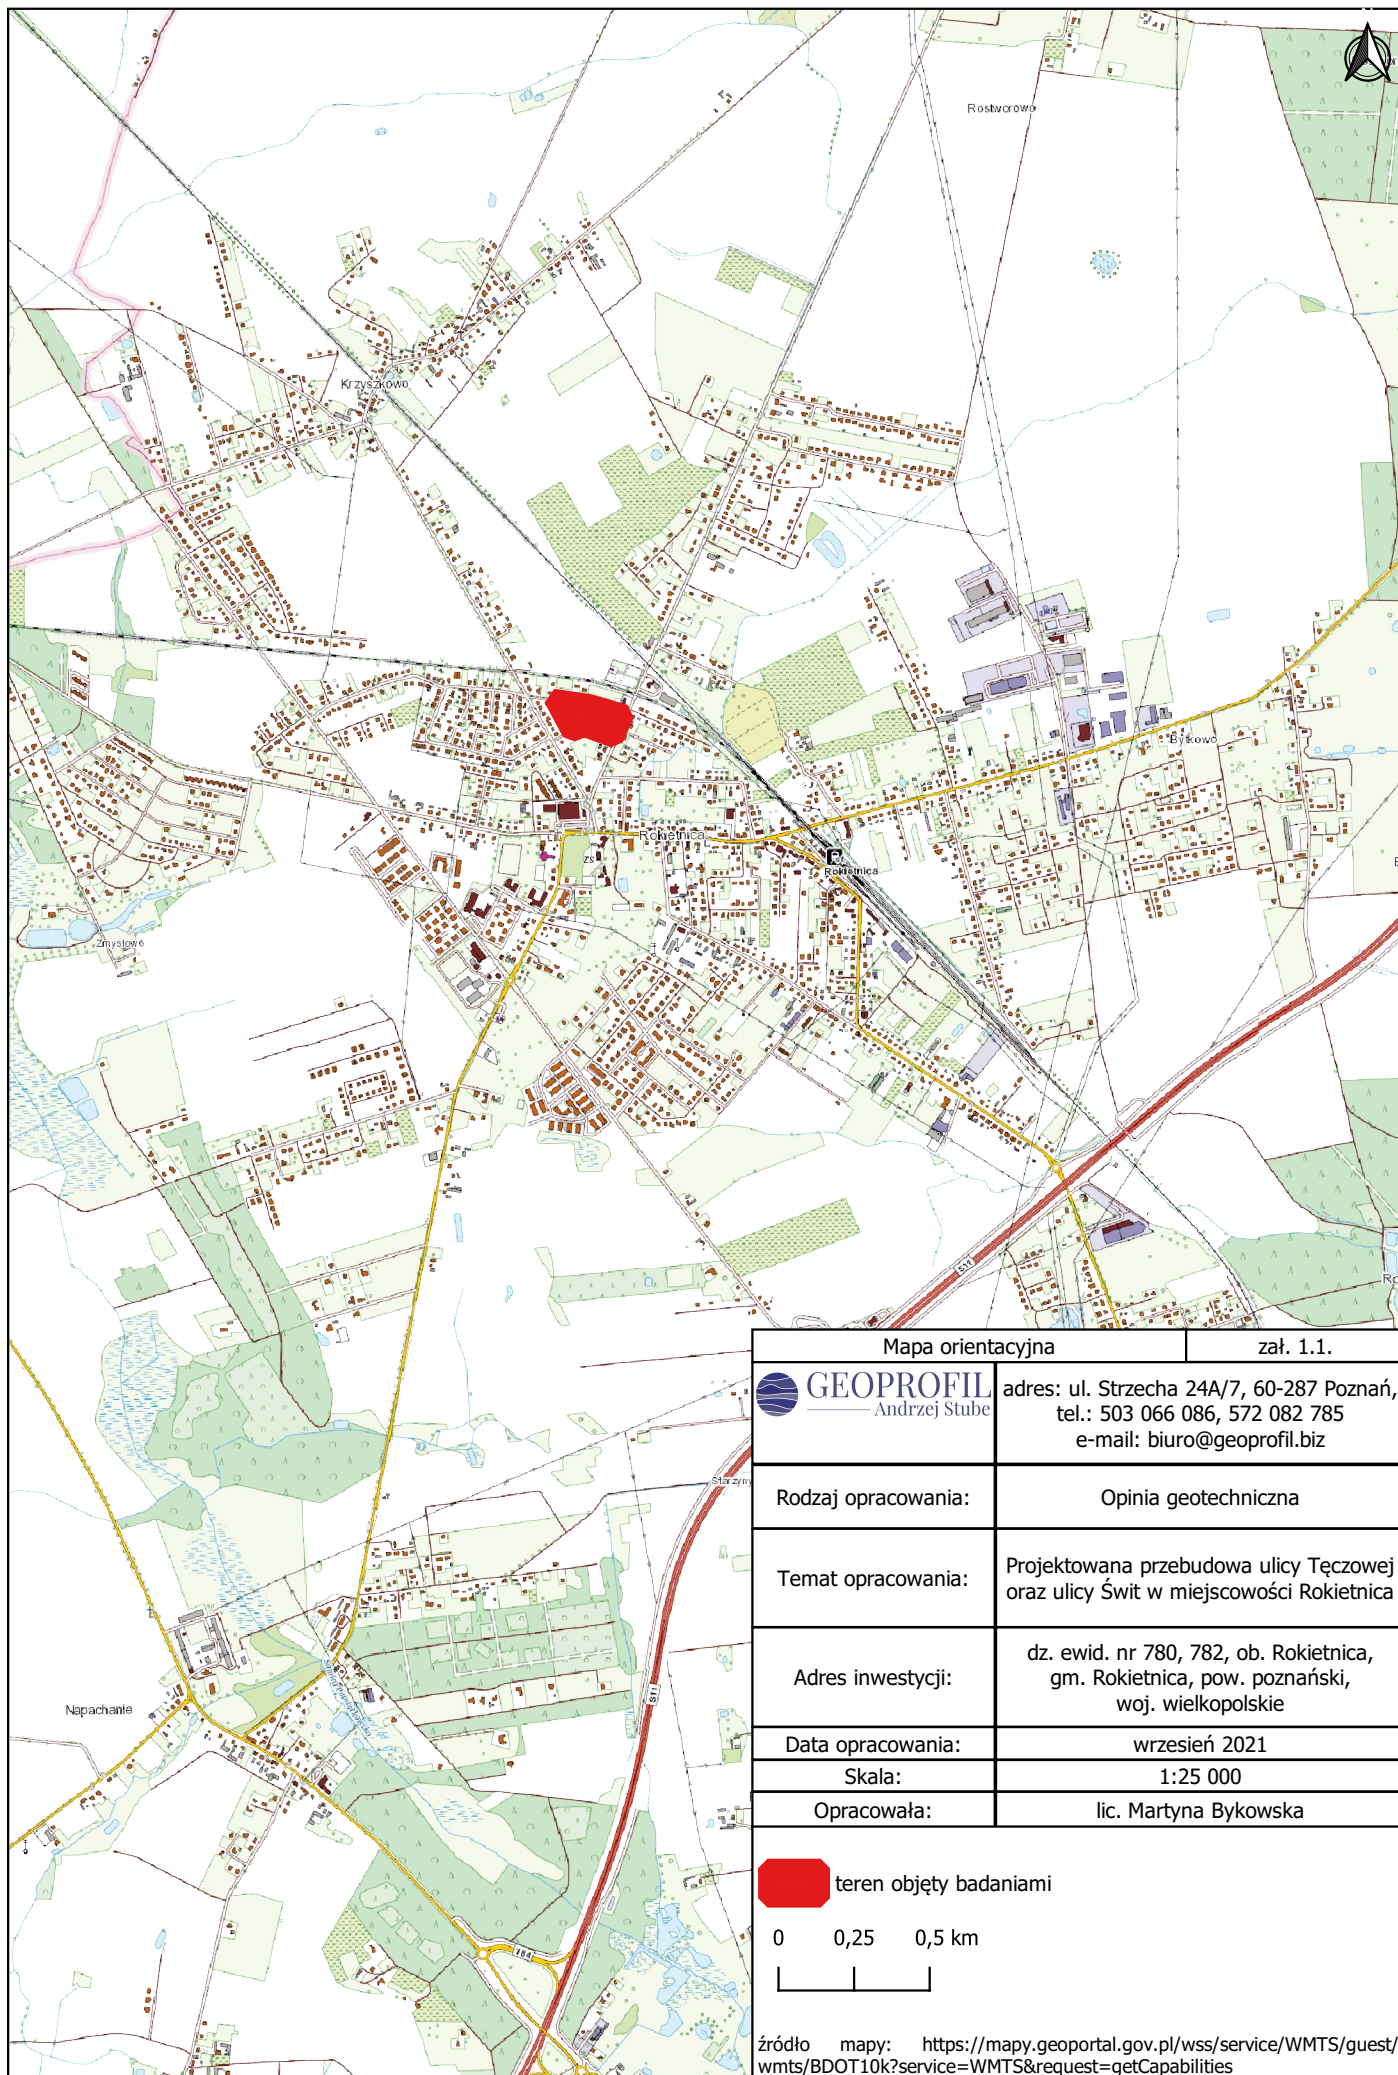 Rostworowo
Krzyszkowo
Bytkowo
Rokietnica
ZS
Rokietnica
Zmysłowo
S11
Starzyny
S11
Napachanie
184
Mapa orientacyjna zał. 1.1.
GEOPROFIL
Andrzej Stube
adres: ul. Strzecha 24A/7, 60-287 Poznań,
tel.: 503 066 086, 572 082 785
e-mail: biuro@geoprofil.biz
Rodzaj opracowania: Opinia geotechniczna
Temat opracowania: Projektowana przebudowa ulicy Tęczowej
oraz ulicy Świt w miejscowości Rokietnica
Adres inwestycji: dz. ewid. nr 780, 782, ob. Rokietnica,
gm. Rokietnica, pow. poznański,
woj. wielkopolskie
Data opracowania: wrzesień 2021
Skala: 1:25 000
Opracowała: lic. Martyna Bykowska
teren objęty badaniami
0 0,25 0,5 km
źródło mapy: https://mapy.geoportal.gov.pl/wss/service/WMTS/guest/
wmts/BDOT10k?service=WMTS&request=getCapabilities